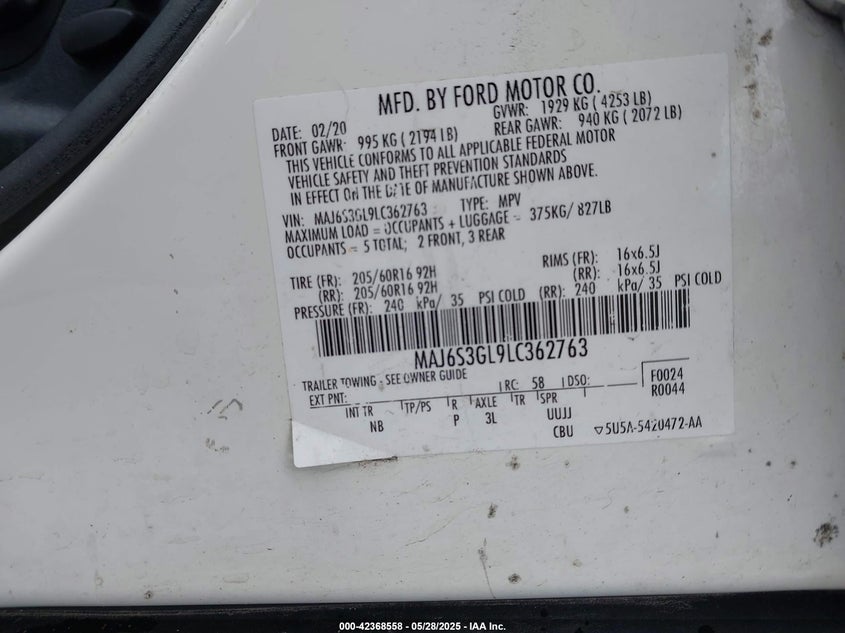 MFD. BY FORD MOTOR CO.
DATE: 02/20 GVWR: 1929 KG ( 4253 LB)
FRONT GAWR: 995 KG ( 2194 LB) REAR GAWR: 940 KG ( 2072 LB)
THIS VEHICLE CONFORMS TO ALL APPLICABLE FEDERAL MOTOR
VEHICLE SAFETY AND THEFT PREVENTION STANDARDS
IN EFFECT ON THE DATE OF MANUFACTURE SHOWN ABOVE.
VIN: MAJ6S3GL9LC362763 TYPE: MPV
MAXIMUM LOAD = OCCUPANTS + LUGGAGE = 375KG/ 827LB
OCCUPANTS = 5 TOTAL; 2 FRONT, 3 REAR
TIRE (FR): 205/60R16 92H RIMS (FR): 16x6.5J
(RR): 205/60R16 92H (RR): 16x6.5J
PRESSURE (FR): 240 kPa/ 35 PSI COLD (RR): 240 kPa/ 35 PSI COLD
MAJ6S3GL9LC362763
TRAILER TOWING - SEE OWNER GUIDE
EXT PNT: RC: 58 DSO: F0024
R0044
INT TR TP/PS R AXLE TR SPR
NB P 3L UUJJ
CBU 5U5A-5420472-AA
000-42368558 — 05/28/2025 — IAA Inc.